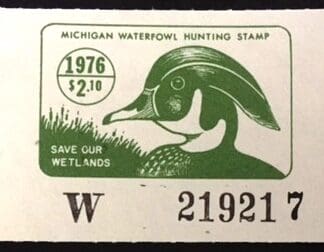 MICHIGAN WATERFOWL HUNTING STAMP
1976
$2.10
SAVE OUR
WETLANDS
W 219217